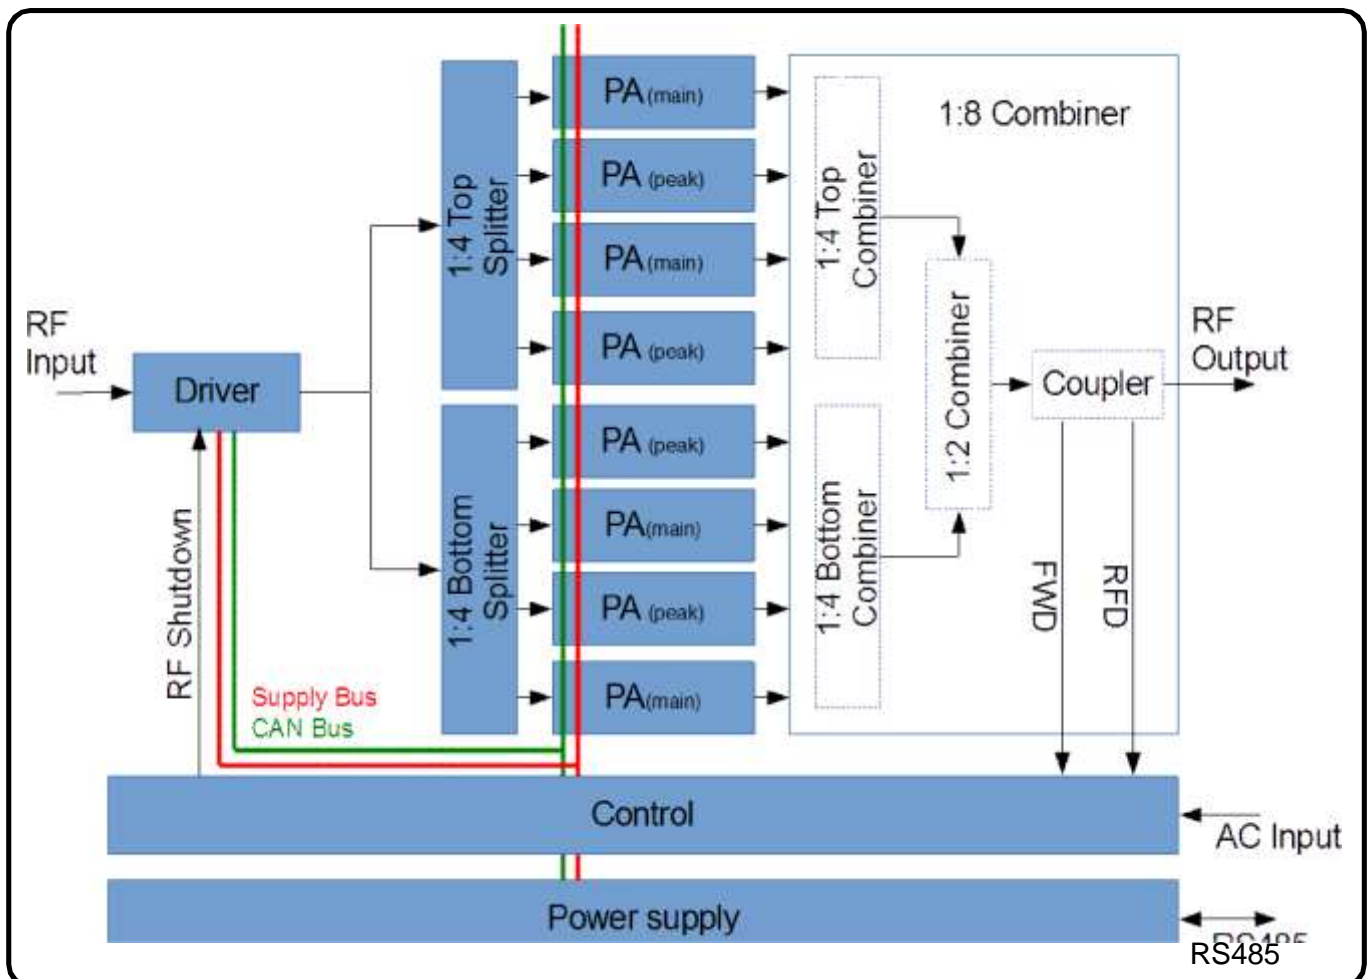 PA(main)
1:8 Combiner
PA (peak)
1:4 Top
Splitter
1:4 Top
Combiner
PA(main)
RF
Input
PA (peak)
RF
Output
Driver
1:2 Combiner
Coupler
PA (peak)
1:4 Bottom
Splitter
PA(main)
1:4 Bottom
Combiner
RF Shutdown
FWD
RFD
PA (peak)
Supply Bus
CAN Bus
PA(main)
Control
AC Input
Power supply
RS485
RS485